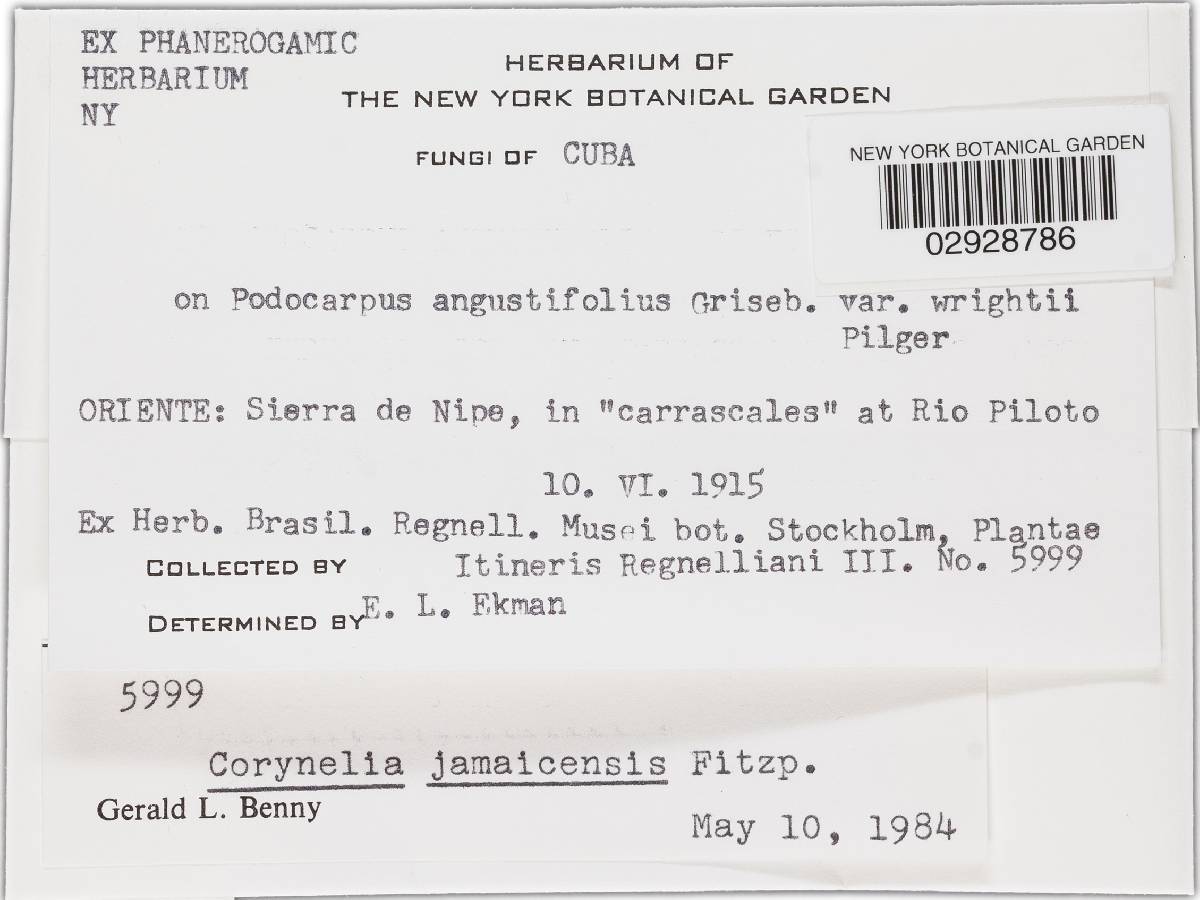 EX PHANEROGAMIC
HERBARIUM
NY
HERBARIUM OF
THE NEW YORK BOTANICAL GARDEN
FUNGI OF CUBA
NEW YORK BOTANICAL GARDEN
02928786
on Podocarpus angustifolius Griseb. var. wrightii
Pilger
ORIENTE: Sierra de Nipe, in "carrascales" at Rio Piloto
10. VI. 1915
Ex Herb. Brasil. Regnell. Musei bot. Stockholm, Plantae
COLLECTED BY Itineris Regnelliani III. No. 5999
DETERMINED BY E. L. Ekman
5999
Corynelia jamaicensis Fitzp.
Gerald L. Benny
May 10, 1984